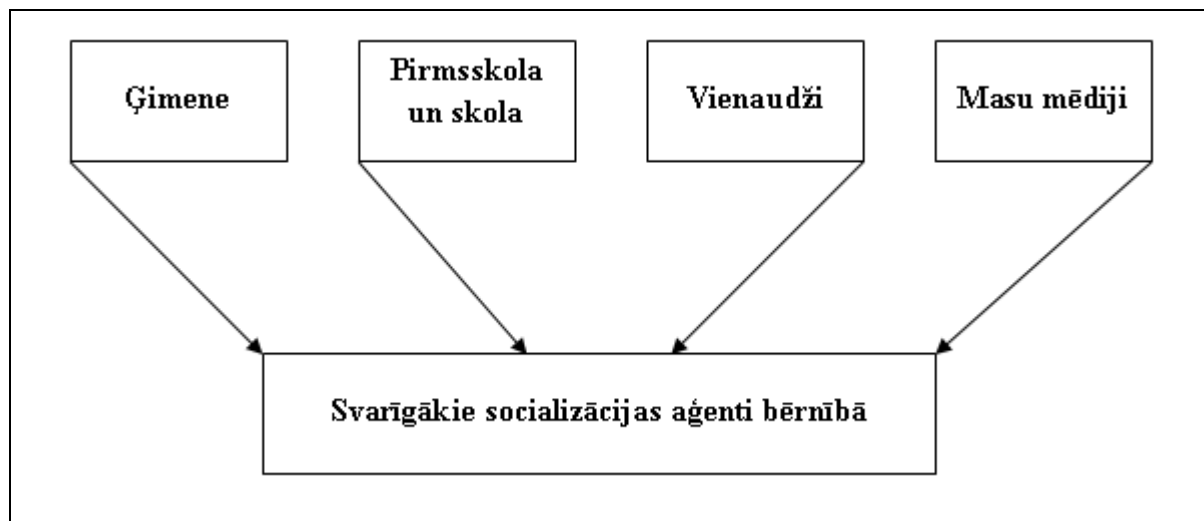 Ģimene
Pirmsskola
un skola
Vienaudži
Masu mēdiji
Svarīgākie socializācijas aģenti bērnībā